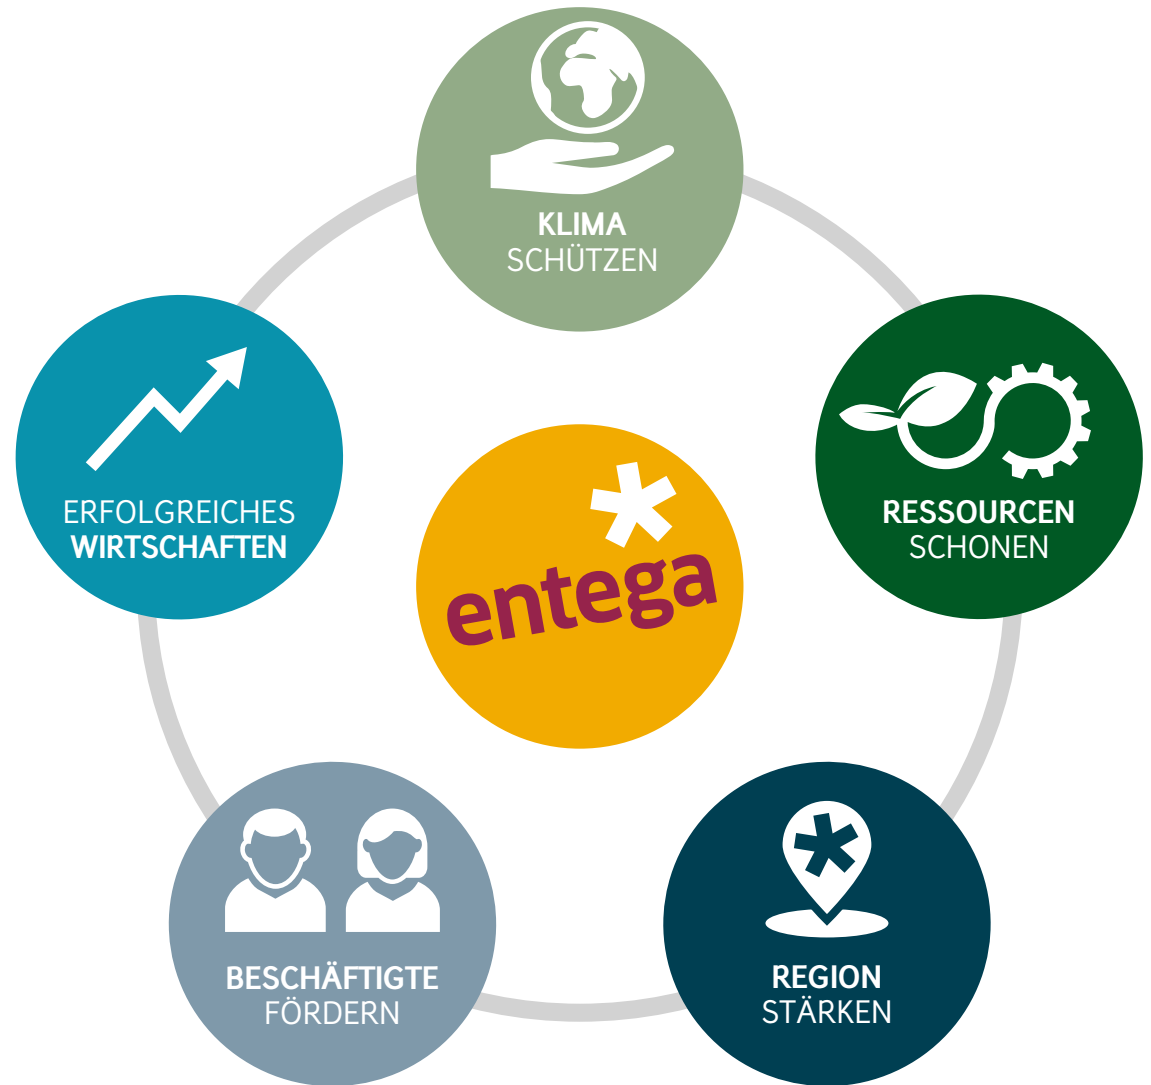 KLIMA
SCHÜTZEN
ERFOLGREICHES
WIRTSCHAFTEN
RESSOURCEN
SCHONEN
entega
BESCHÄFTIGTE
FÖRDERN
REGION
STÄRKEN